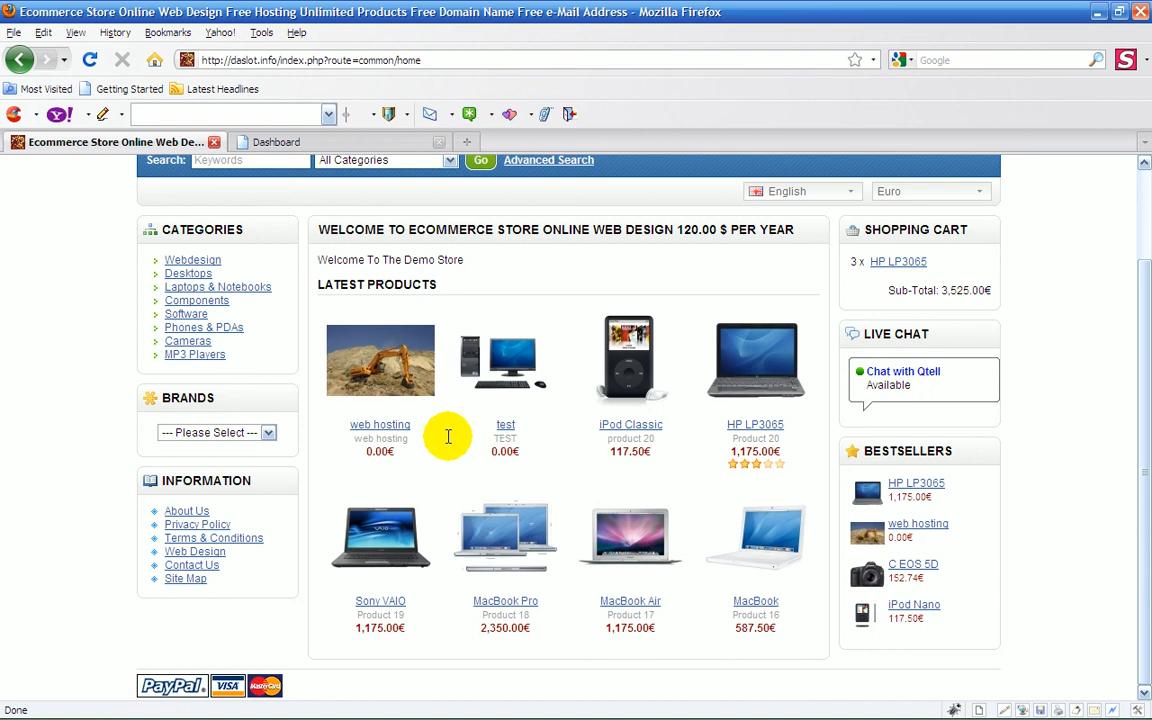 Ecommerce Store Online Web Design Free Hosting Unlimited Products Free Domain Name Free e-Mail Address - Mozilla Firefox
File Edit View History Bookmarks Yahoo! Tools Help
http://daslot.info/index.php?route=common/home
Google
S
Most Visited Getting Started Latest Headlines
Y!
Ecommerce Store Online Web De... Dashboard
Search: Keywords All Categories Go Advanced Search
English Euro
CATEGORIES
Webdesign
Desktops
Laptops & Notebooks
Components
Software
Phones & PDAs
Cameras
MP3 Players
BRANDS
--- Please Select ---
INFORMATION
About Us
Privacy Policy
Terms & Conditions
Web Design
Contact Us
Site Map
WELCOME TO ECOMMERCE STORE ONLINE WEB DESIGN 120.00 $ PER YEAR
Welcome To The Demo Store
LATEST PRODUCTS
web hosting test iPod Classic HP LP3065
web hosting TEST product 20 Product 20
0.00€ 0.00€ 117.50€ 1,175.00€
Sony VAIO MacBook Pro MacBook Air MacBook
Product 19 Product 18 Product 17 Product 16
1,175.00€ 2,350.00€ 1,175.00€ 587.50€
SHOPPING CART
3 x HP LP3065
Sub-Total: 3,525.00€
LIVE CHAT
Chat with Qtell
Available
BESTSELLERS
HP LP3065
1,175.00€
web hosting
0.00€
C EOS 5D
152.74€
iPod Nano
117.50€
PayPal VISA MasterCard
Done